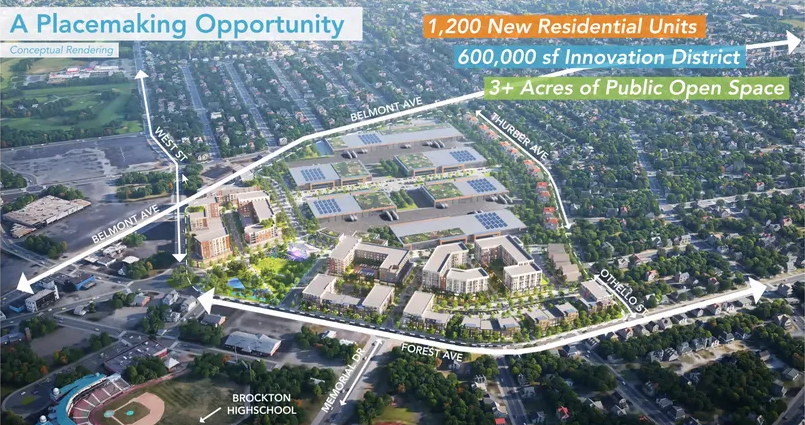 A Placemaking Opportunity
Conceptual Rendering
1,200 New Residential Units
600,000 sf Innovation District
3+ Acres of Public Open Space
BELMONT AVE
WEST ST
THURBER AVE
BELMONT AVE
OTHELLO ST
FOREST AVE
MEMORIAL DR
BROCKTON
HIGHSCHOOL